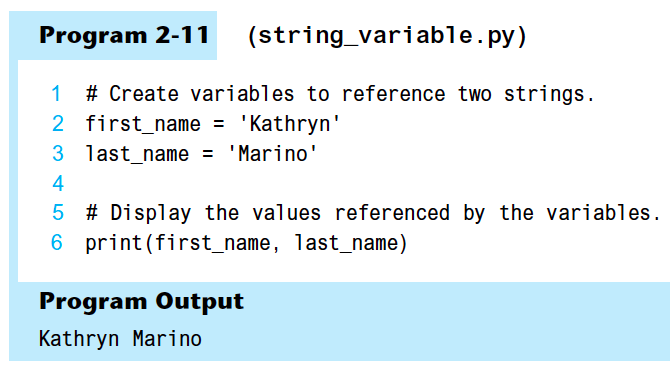 Program 2-11 (string_variable.py)
1 # Create variables to reference two strings.
2 first_name = 'Kathryn'
3 last_name = 'Marino'
4
5 # Display the values referenced by the variables.
6 print(first_name, last_name)
Program Output
Kathryn Marino